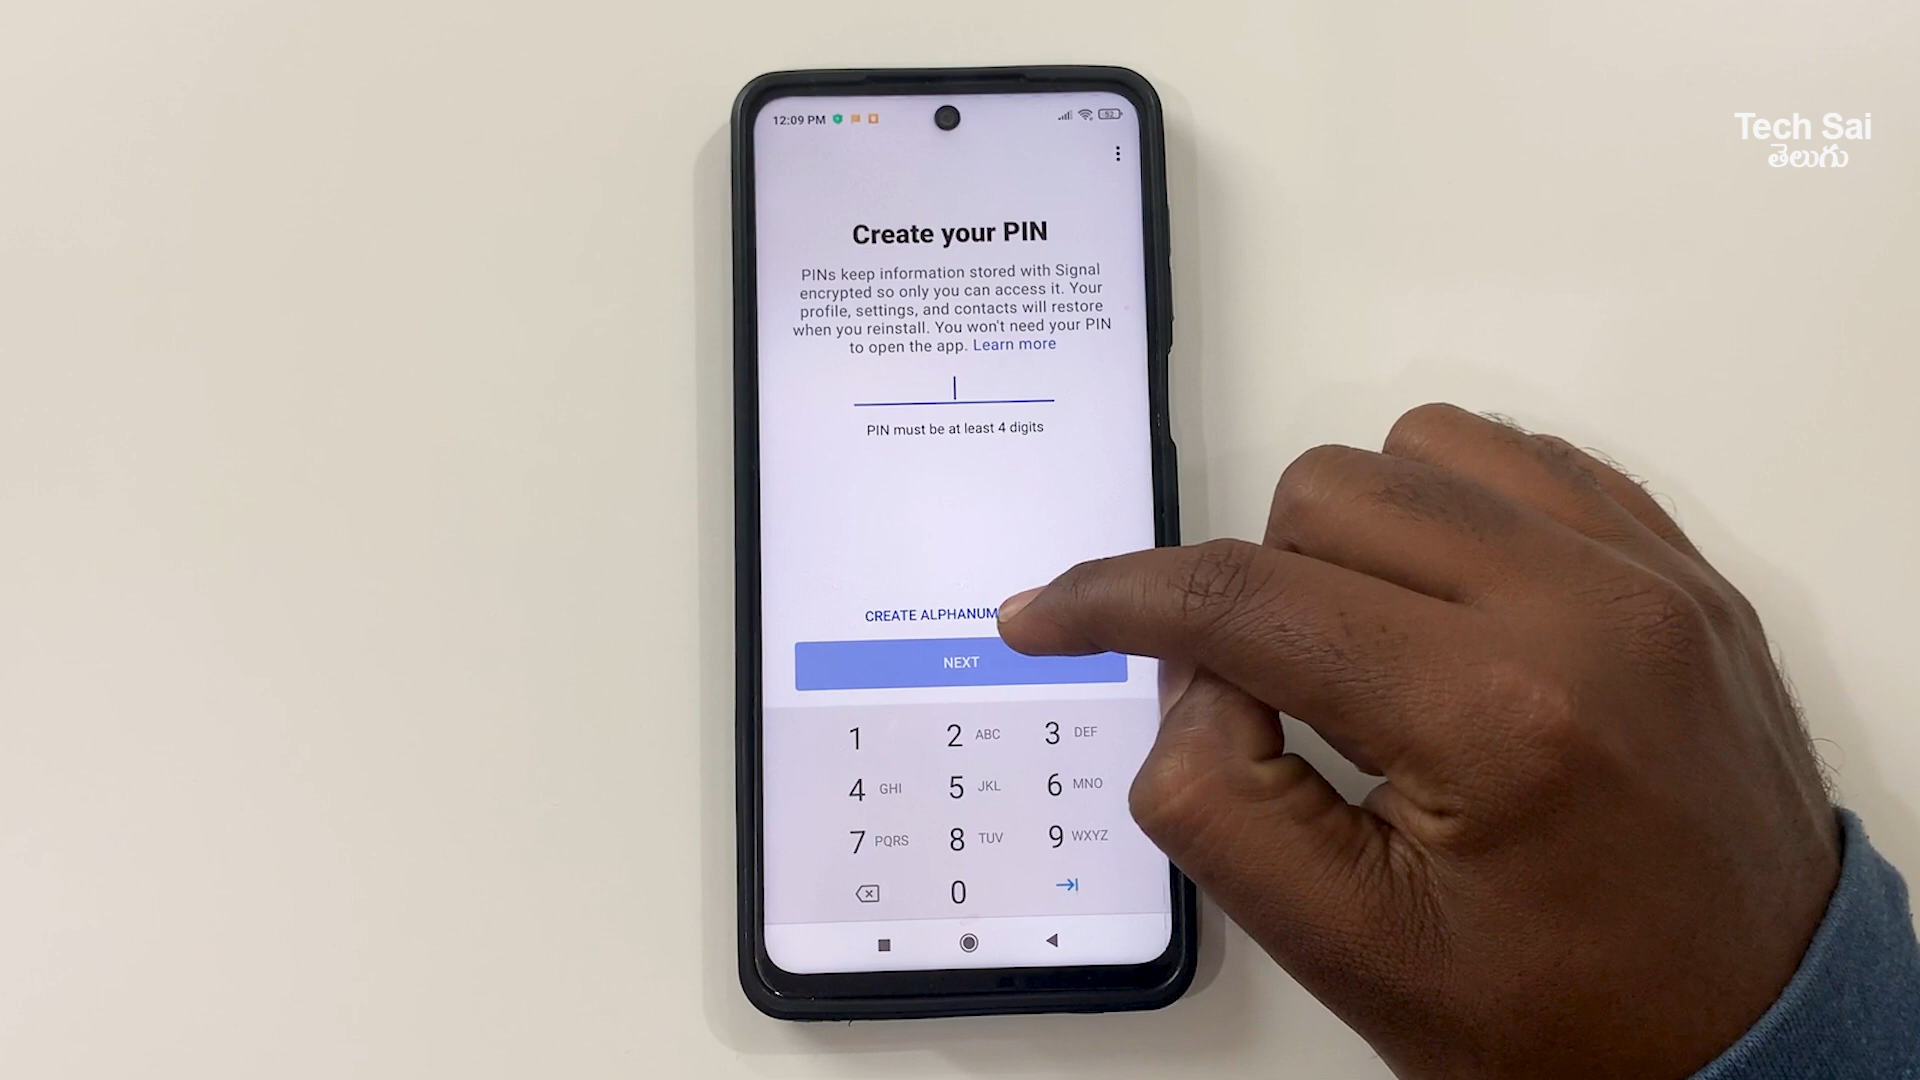 Tech Sai
తెలుగు
12:09 PM
52
Create your PIN
PINs keep information stored with Signal
encrypted so only you can access it. Your
profile, settings, and contacts will restore
when you reinstall. You won't need your PIN
to open the app. Learn more
PIN must be at least 4 digits
CREATE ALPHANUM
NEXT
1 2 ABC 3 DEF
4 GHI 5 JKL 6 MNO
7 PQRS 8 TUV 9 WXYZ
0